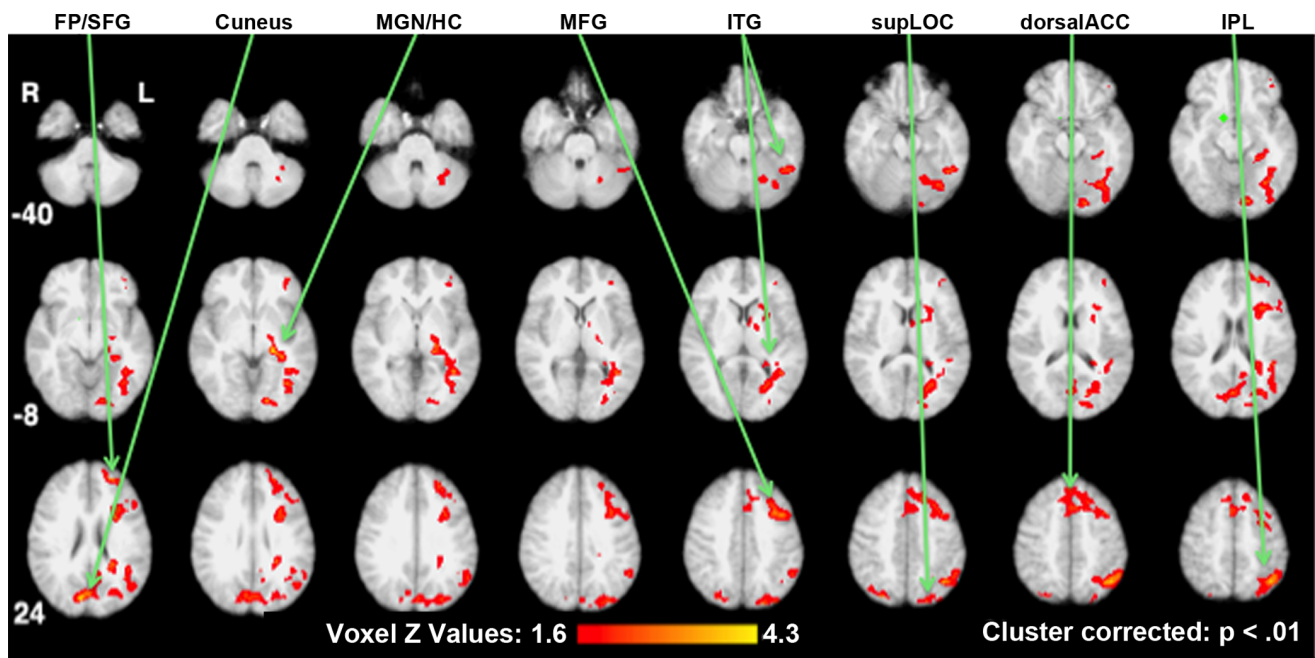 FP/SFG Cuneus MGN/HC MFG ITG supLOC dorsalACC IPL
R L
-40
-8
24
Voxel Z Values: 1.6 4.3 Cluster corrected: p < .01